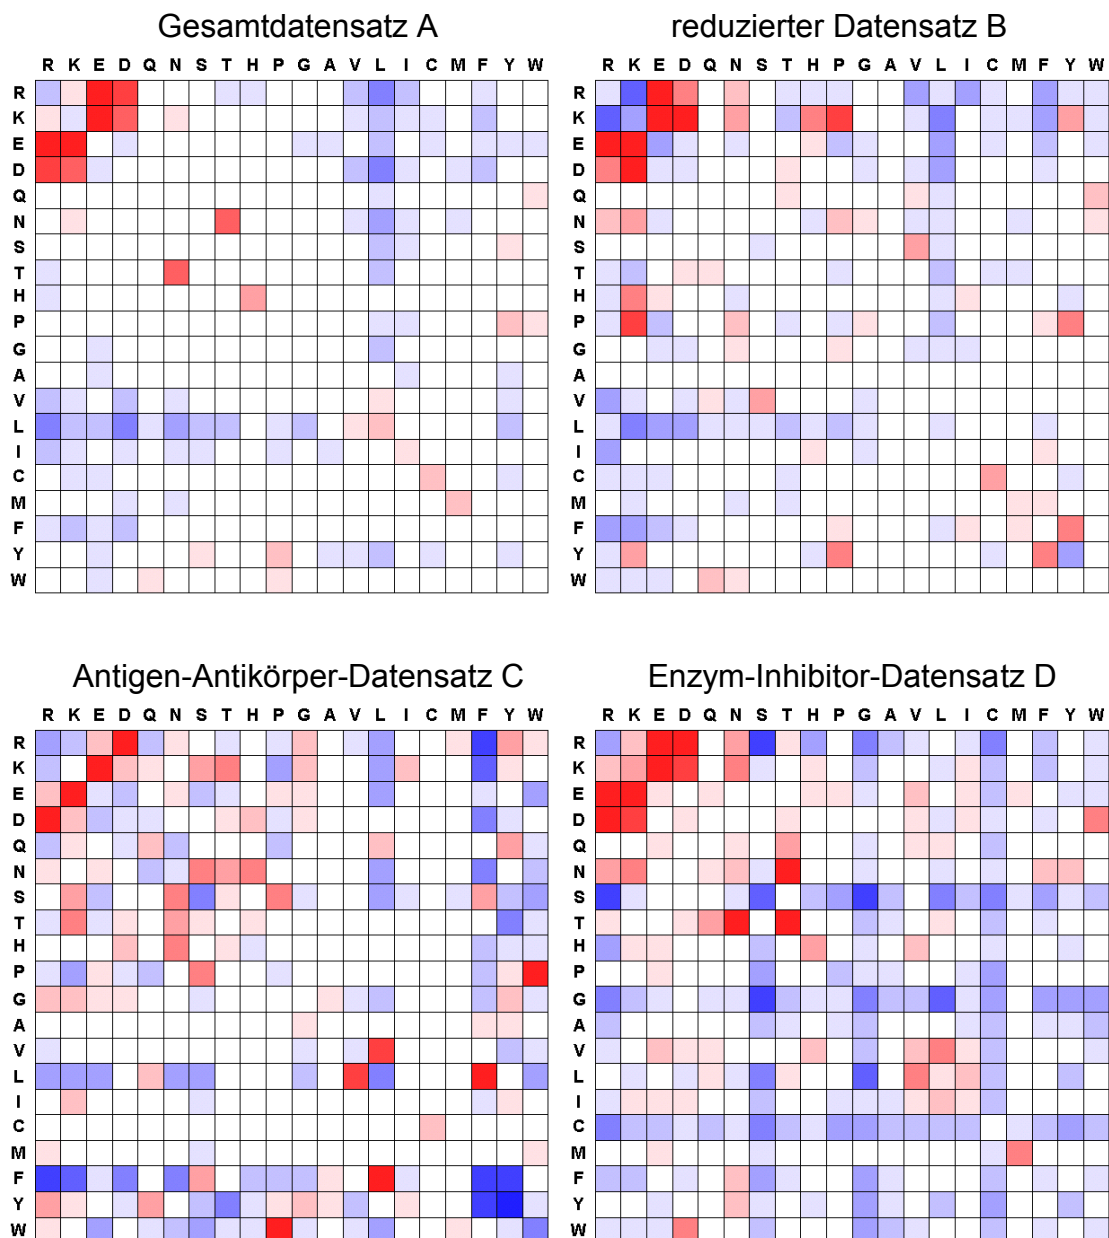 Gesamtdatensatz A
R K E D Q N S T H P G A V L I C M F Y W
R
K
E
D
Q
N
S
T
H
P
G
A
V
L
I
C
M
F
Y
W
reduzierter Datensatz B
R K E D Q N S T H P G A V L I C M F Y W
R
K
E
D
Q
N
S
T
H
P
G
A
V
L
I
C
M
F
Y
W
Antigen-Antikörper-Datensatz C
R K E D Q N S T H P G A V L I C M F Y W
R
K
E
D
Q
N
S
T
H
P
G
A
V
L
I
C
M
F
Y
W
Enzym-Inhibitor-Datensatz D
R K E D Q N S T H P G A V L I C M F Y W
R
K
E
D
Q
N
S
T
H
P
G
A
V
L
I
C
M
F
Y
W